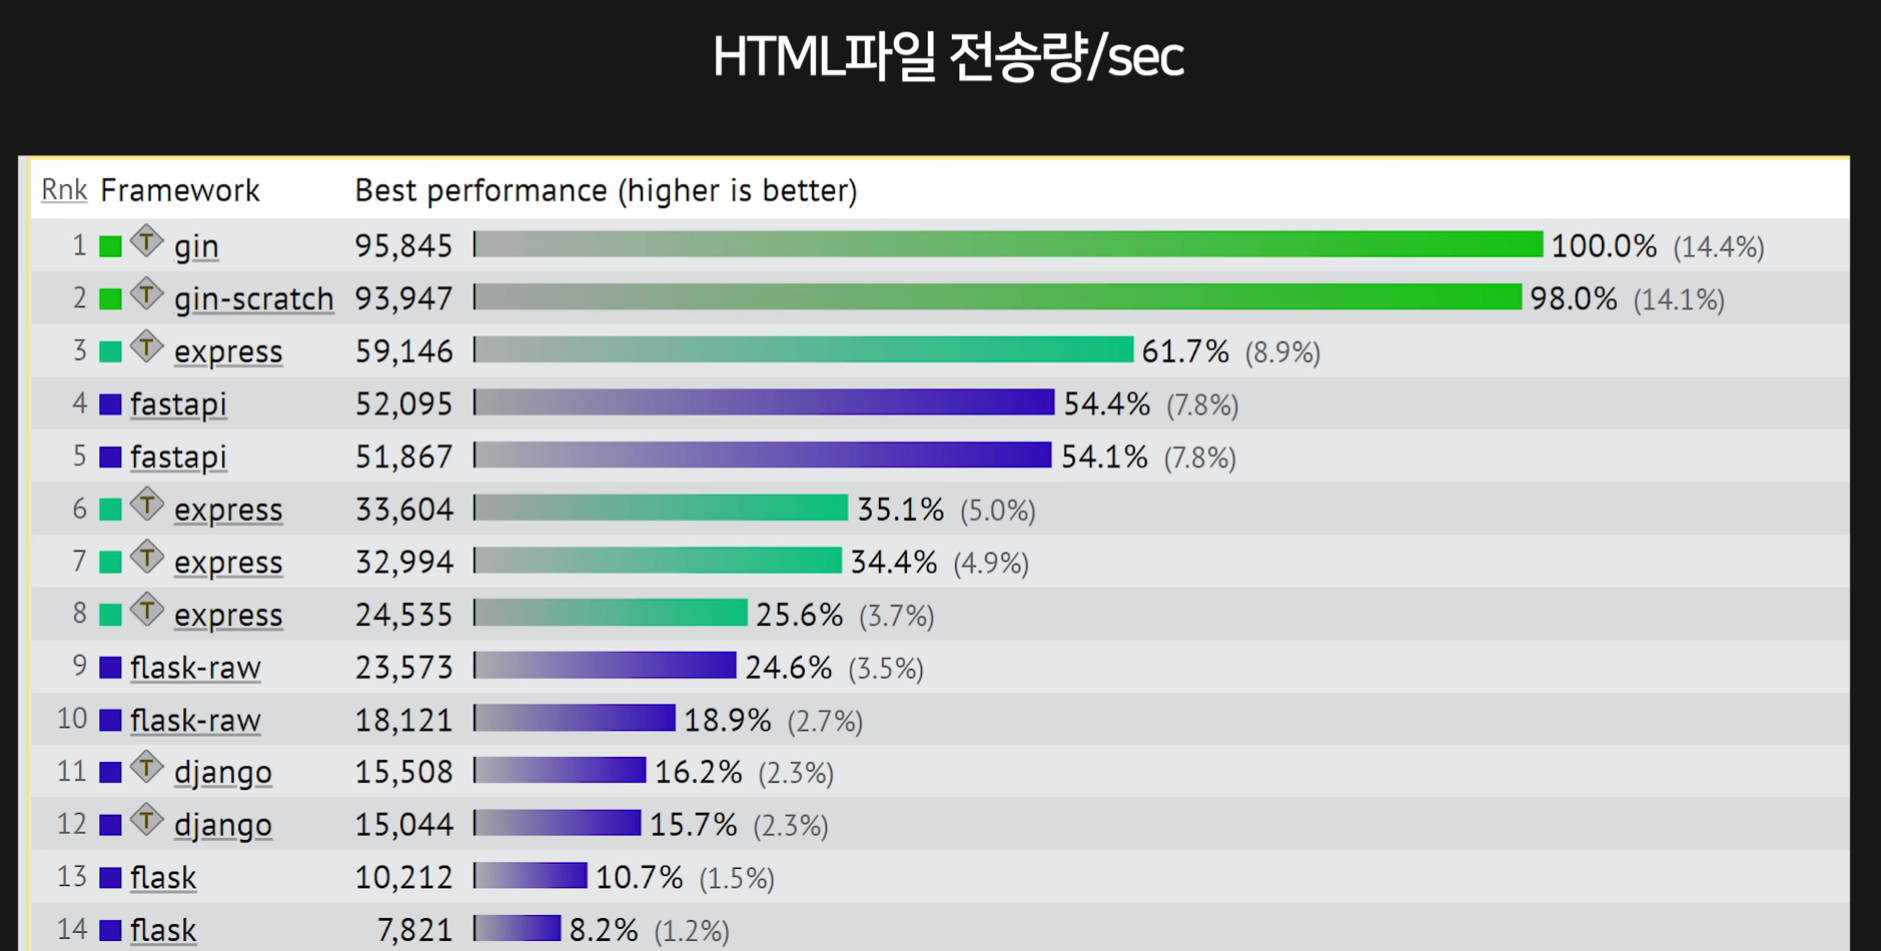 HTML파일 전송량/sec
Rnk Framework Best performance (higher is better)
1 T gin 95,845 100.0% (14.4%)
2 T gin-scratch 93,947 98.0% (14.1%)
3 T express 59,146 61.7% (8.9%)
4 fastapi 52,095 54.4% (7.8%)
5 fastapi 51,867 54.1% (7.8%)
6 T express 33,604 35.1% (5.0%)
7 T express 32,994 34.4% (4.9%)
8 T express 24,535 25.6% (3.7%)
9 flask-raw 23,573 24.6% (3.5%)
10 flask-raw 18,121 18.9% (2.7%)
11 T django 15,508 16.2% (2.3%)
12 T django 15,044 15.7% (2.3%)
13 flask 10,212 10.7% (1.5%)
14 flask 7,821 8.2% (1.2%)